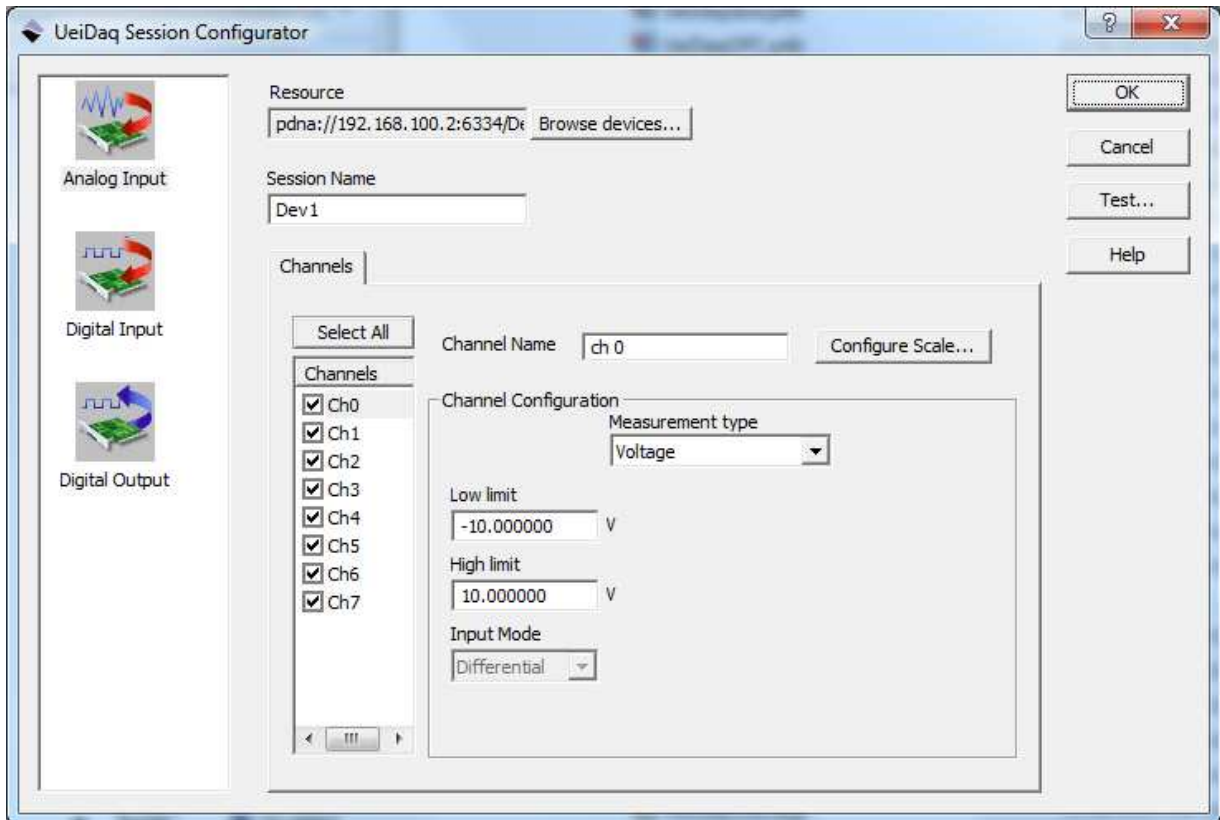 UeiDaq Session Configurator
Analog Input
Digital Input
Digital Output
Resource
pdna://192.168.100.2:6334/De
Browse devices...
Session Name
Dev1
Channels
Select All
Channels
Ch0
Ch1
Ch2
Ch3
Ch4
Ch5
Ch6
Ch7
Channel Name
ch 0
Configure Scale...
Channel Configuration
Measurement type
Voltage
Low limit
-10.000000 V
High limit
10.000000 V
Input Mode
Differential
OK
Cancel
Test...
Help